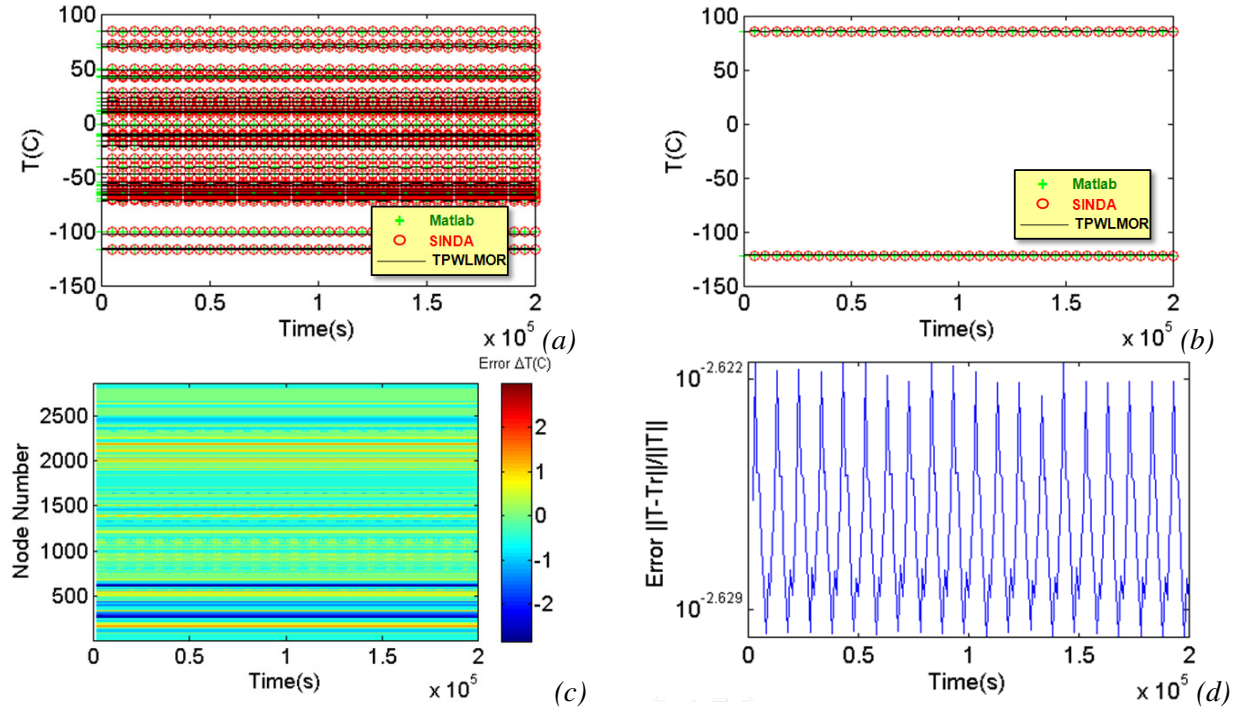 100
50
0
-50
-100
-150
T(C)
0
0.5
1
1.5
2
Time(s)
× 10^5
(a)
Matlab
SINDA
TPWLMOR
100
50
0
-50
-100
-150
T(C)
0
0.5
1
1.5
2
Time(s)
× 10^5
(b)
Matlab
SINDA
TPWLMOR
Error ΔT(C)
2500
2000
1500
1000
500
Node Number
0
0.5
1
1.5
2
Time(s)
× 10^5
2
1
0
-1
-2
(c)
10^-2.622
10^-2.629
Error ||T-Tr||/||T||
0
0.5
1
1.5
2
Time(s)
× 10^5
(d)